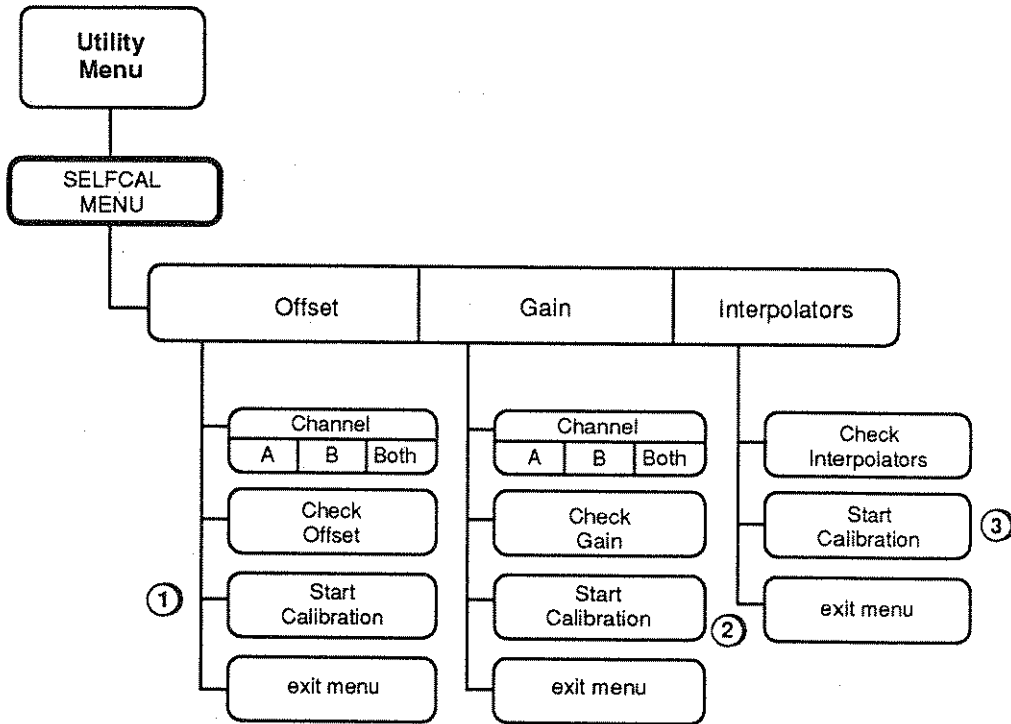 Utility
Menu
SELFCAL
MENU
Offset
Gain
Interpolators
Channel
A
B
Both
Check
Offset
1
Start
Calibration
exit menu
Channel
A
B
Both
Check
Gain
Start
Calibration
2
exit menu
Check
Interpolators
Start
Calibration
3
exit menu